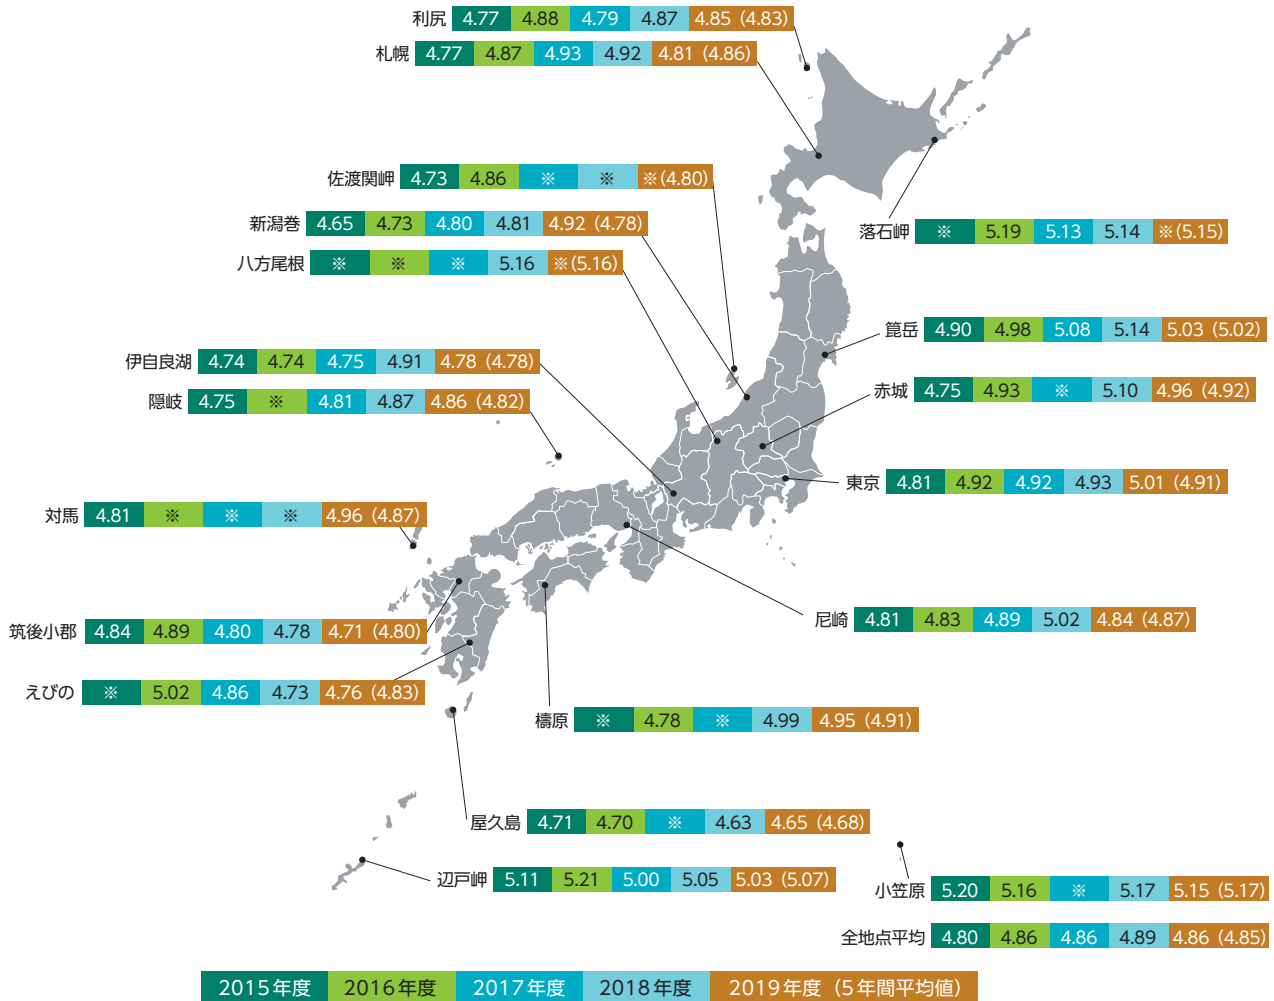 利尻 4.77 4.88 4.79 4.87 4.85 (4.83)
札幌 4.77 4.87 4.93 4.92 4.81 (4.86)
佐渡関岬 4.73 4.86 ※ ※ ※(4.80)
新潟巻 4.65 4.73 4.80 4.81 4.92 (4.78)
落石岬 ※ 5.19 5.13 5.14 ※(5.15)
八方尾根 ※ ※ ※ 5.16 ※(5.16)
箟岳 4.90 4.98 5.08 5.14 5.03 (5.02)
伊自良湖 4.74 4.74 4.75 4.91 4.78 (4.78)
赤城 4.75 4.93 ※ 5.10 4.96 (4.92)
隠岐 4.75 ※ 4.81 4.87 4.86 (4.82)
東京 4.81 4.92 4.92 4.93 5.01 (4.91)
対馬 4.81 ※ ※ ※ 4.96 (4.87)
尼崎 4.81 4.83 4.89 5.02 4.84 (4.87)
筑後小郡 4.84 4.89 4.80 4.78 4.71 (4.80)
えびの ※ 5.02 4.86 4.73 4.76 (4.83)
檮原 ※ 4.78 ※ 4.99 4.95 (4.91)
屋久島 4.71 4.70 ※ 4.63 4.65 (4.68)
辺戸岬 5.11 5.21 5.00 5.05 5.03 (5.07)
小笠原 5.20 5.16 ※ 5.17 5.15 (5.17)
全地点平均 4.80 4.86 4.86 4.89 4.86 (4.85)
2015年度 2016年度 2017年度 2018年度 2019年度（5年間平均値）